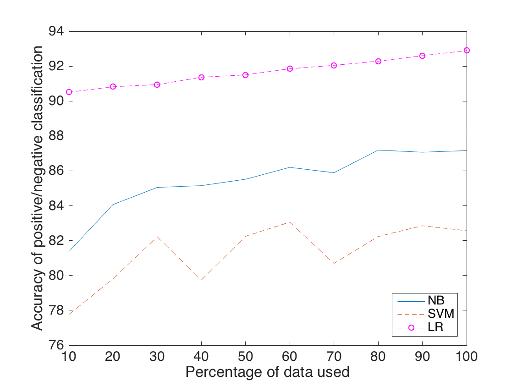 94
92
90
88
86
84
82
80
78
76
Accuracy of positive/negative classification
10 20 30 40 50 60 70 80 90 100
Percentage of data used
NB
SVM
LR